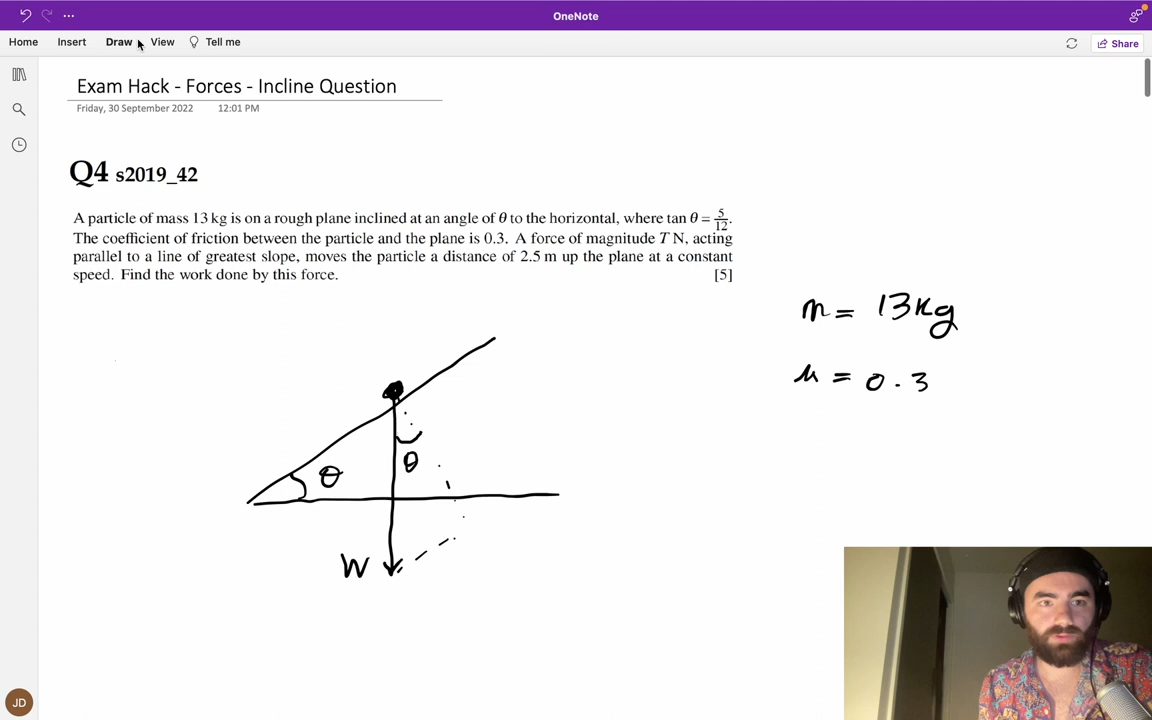 OneNote
Home Insert Draw View Tell me
Share
Exam Hack - Forces - Incline Question
Friday, 30 September 2022 12:01 PM
Q4 s2019_42
A particle of mass 13 kg is on a rough plane inclined at an angle of θ to the horizontal, where tan θ = 5/12.
The coefficient of friction between the particle and the plane is 0.3. A force of magnitude T N, acting
parallel to a line of greatest slope, moves the particle a distance of 2.5 m up the plane at a constant
speed. Find the work done by this force. [5]
m = 13kg
μ = 0.3
θ
θ
W
JD